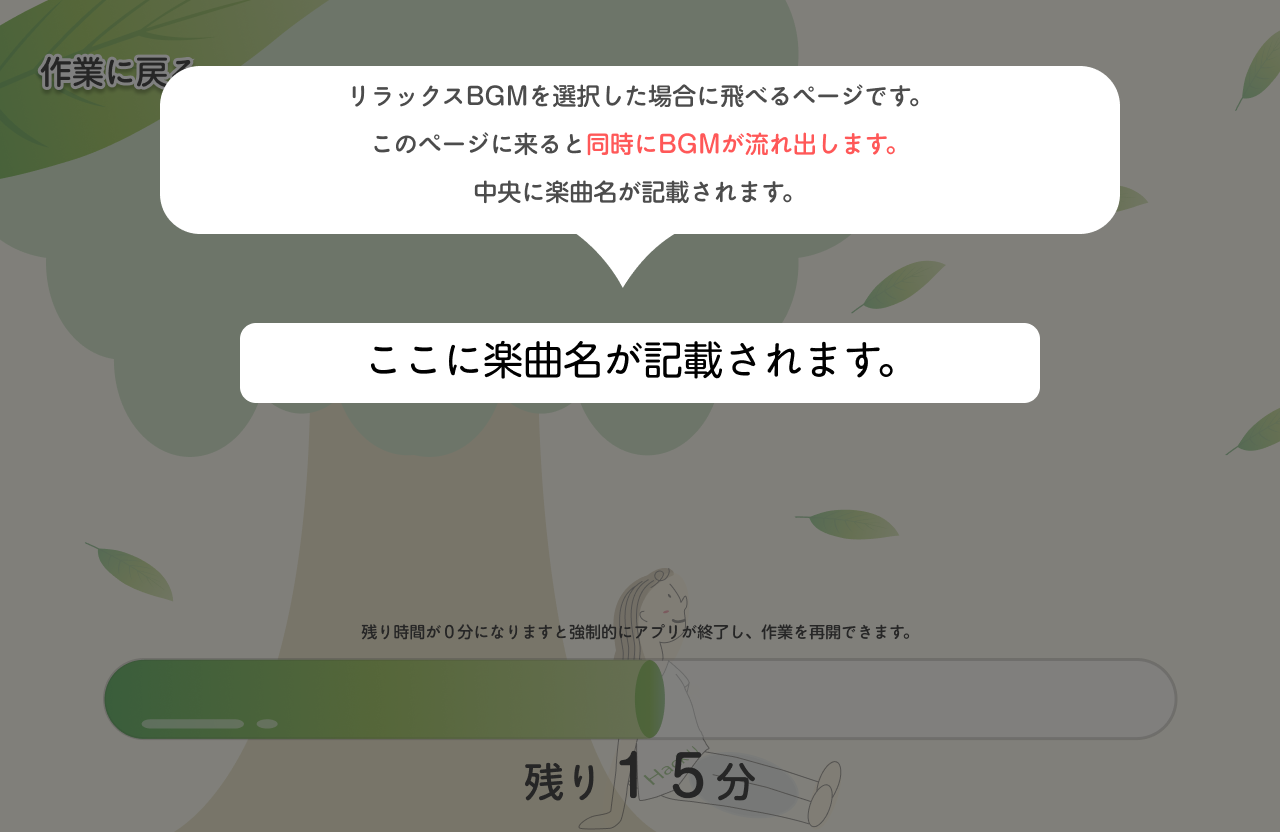 作業に戻る
リラックスBGMを選択した場合に飛べるページです。
このページに来ると同時にBGMが流れ出します。
中央に楽曲名が記載されます。
ここに楽曲名が記載されます。
残り時間が０分になりますと強制的にアプリが終了し、作業を再開できます。
残り１５分